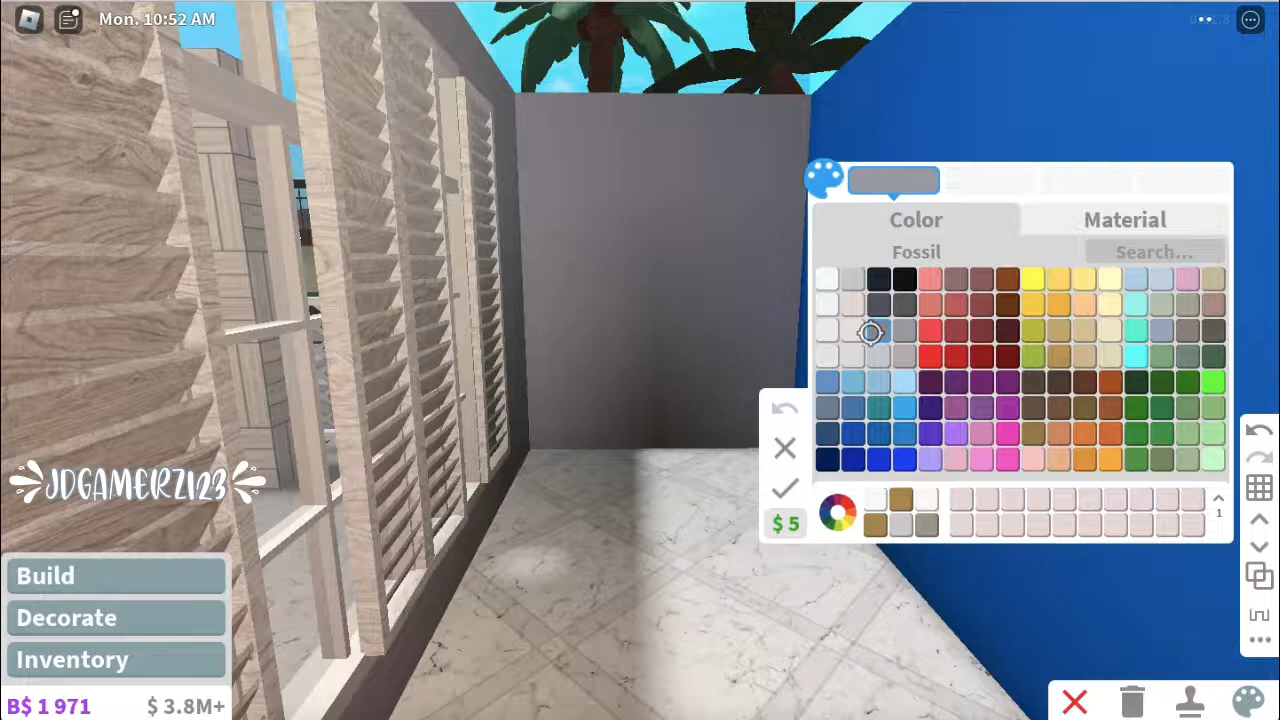 Mon. 10:52 AM
Color
Material
Fossil
Search...
$ 5
1
JDGAMERZ123
Build
Decorate
Inventory
B$ 1 971
$ 3.8M+